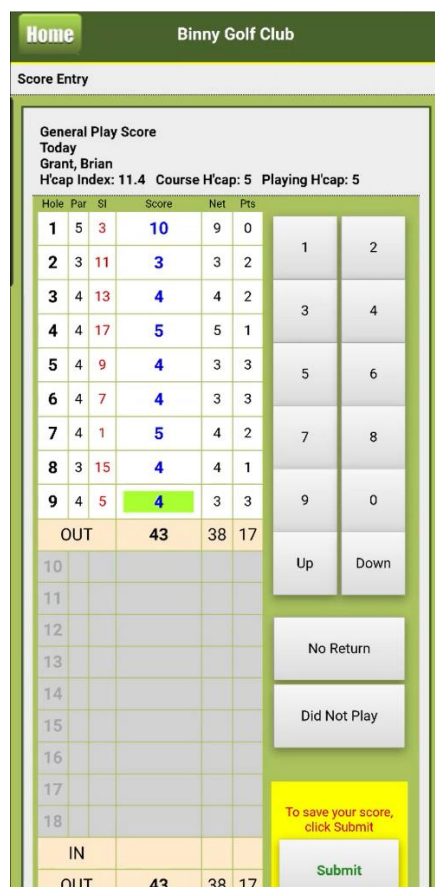 Home
Binny Golf Club
Score Entry
General Play Score
Today
Grant, Brian
H'cap Index: 11.4 Course H'cap: 5 Playing H'cap: 5
Hole Par SI Score Net Pts
1 5 3 10 9 0
2 3 11 3 3 2
3 4 13 4 4 2
4 4 17 5 5 1
5 4 9 4 3 3
6 4 7 4 3 3
7 4 1 5 4 2
8 3 15 4 4 1
9 4 5 4 3 3
OUT 43 38 17
10
11
12
13
14
15
16
17
18
IN
OUT 43 38 17
1 2
3 4
5 6
7 8
9 0
Up Down
No Return
Did Not Play
To save your score,
click Submit
Submit